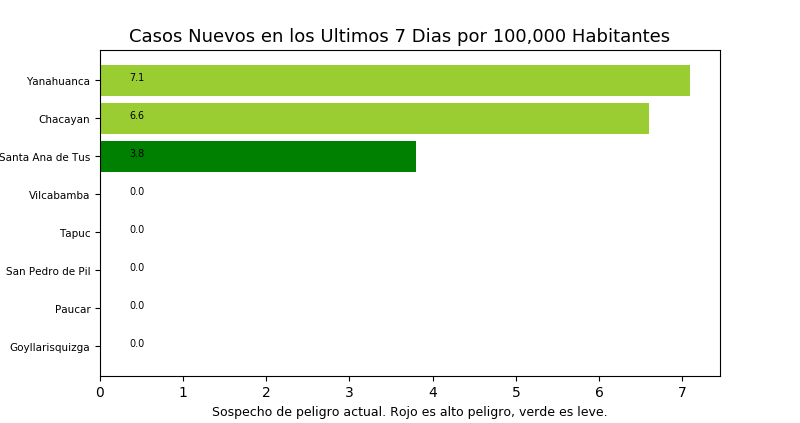 Casos Nuevos en los Ultimos 7 Dias por 100,000 Habitantes
Yanahuanca 7.1
Chacayan 6.6
Santa Ana de Tus 3.8
Vilcabamba 0.0
Tapuc 0.0
San Pedro de Pil 0.0
Paucar 0.0
Goyllarisquizga 0.0
0 1 2 3 4 5 6 7
Sospecho de peligro actual. Rojo es alto peligro, verde es leve.